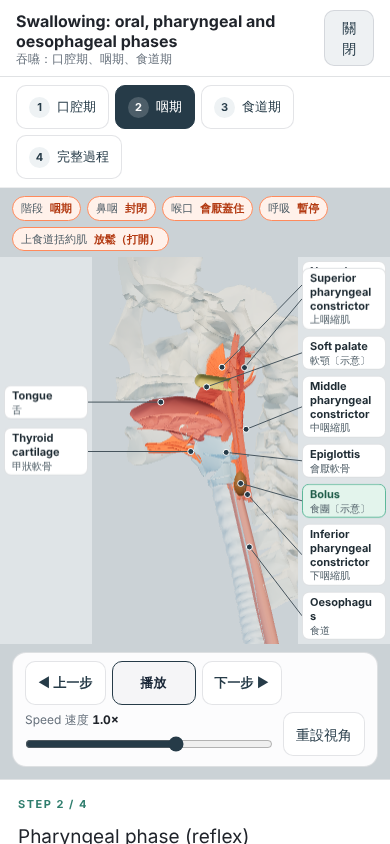 Swallowing: oral, pharyngeal and
oesophageal phases
吞嚥：口腔期、咽期、食道期
關
閉
1 口腔期
2 咽期
3 食道期
4 完整過程
階段 咽期
鼻咽 封閉
喉口 會厭蓋住
呼吸 暫停
上食道括約肌 放鬆（打開）
Superior
pharyngeal
constrictor
上咽縮肌
Soft palate
軟顎〔示意〕
Middle
pharyngeal
constrictor
中咽縮肌
Tongue
舌
Thyroid
cartilage
甲狀軟骨
Epiglottis
會厭軟骨
Bolus
食團〔示意〕
Inferior
pharyngeal
constrictor
下咽縮肌
Oesophagu
s
食道
◀ 上一步
播放
下一步 ▶
Speed 速度 1.0×
重設視角
STEP 2 / 4
Pharyngeal phase (reflex)